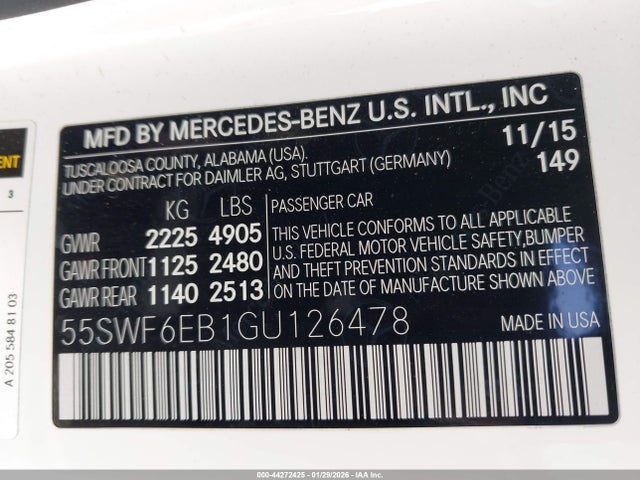 MFD BY MERCEDES-BENZ U.S. INTL., INC
TUSCALOOSA COUNTY, ALABAMA (USA).
UNDER CONTRACT FOR DAIMLER AG, STUTTGART (GERMANY)
11/15
149
KG LBS
GVWR 2225 4905
GAWR FRONT 1125 2480
GAWR REAR 1140 2513
PASSENGER CAR
THIS VEHICLE CONFORMS TO ALL APPLICABLE
U.S. FEDERAL MOTOR VEHICLE SAFETY, BUMPER
AND THEFT PREVENTION STANDARDS IN EFFECT
ON THE DATE OF MANUFACTURE SHOWN ABOVE.
55SWF6EB1GU126478
MADE IN USA
3
A 205 584 81 03
000-44272425 - 01/29/2026 - IAA Inc.